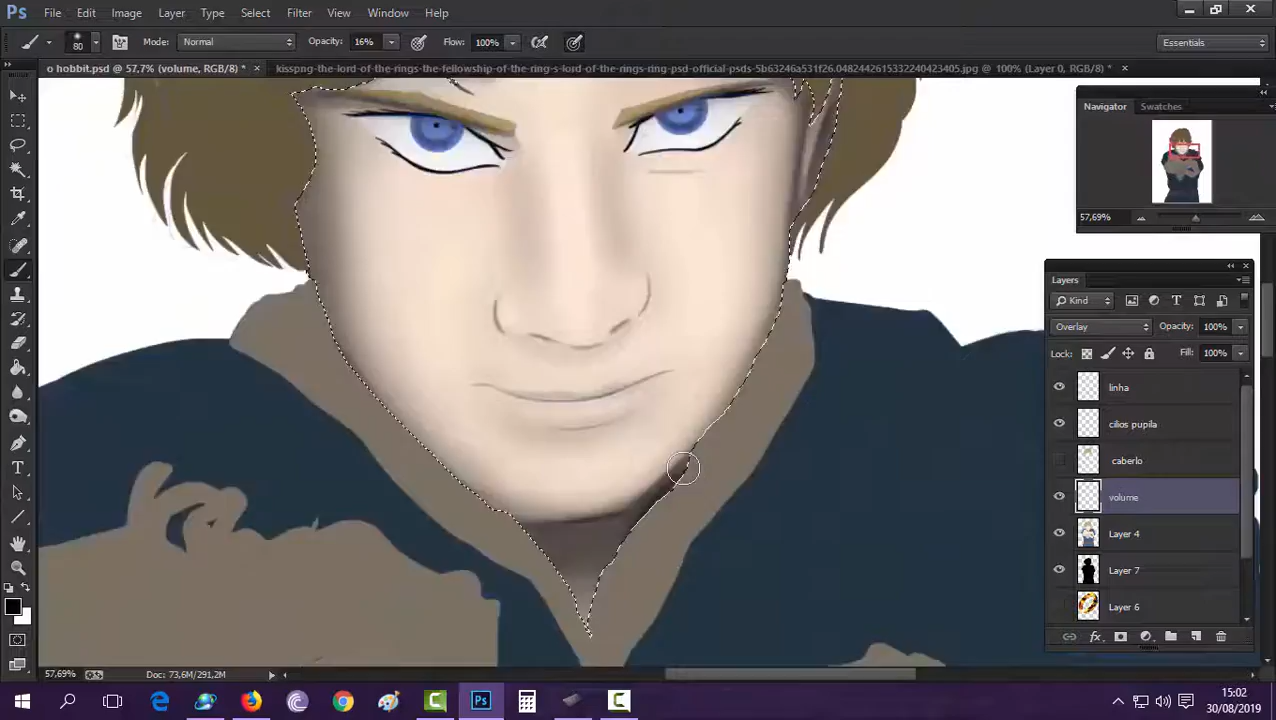 Ps File Edit Image Layer Type Select Filter View Window Help
80 Mode: Normal Opacity: 16% Flow: 100% Essentials
o hobbit.psd @ 57,7% (volume, RGB/8) * × kisspng-the-lord-of-the-rings-the-fellowship-of-the-ring-s-lord-of-the-rings-ring-psd-official-psds-5b63246a531f26.0482442615332240423405.jpg @ 100% (Layer 0, RGB/8) * ×
Navigator Swatches
57,69%
Layers
Kind
Overlay Opacity: 100%
Lock: Fill: 100%
linha
cilios pupila
caberlo
volume
Layer 4
Layer 7
Layer 6
fx
57,69% Doc: 73,6M/291,2M
Ps 15:02
30/08/2019